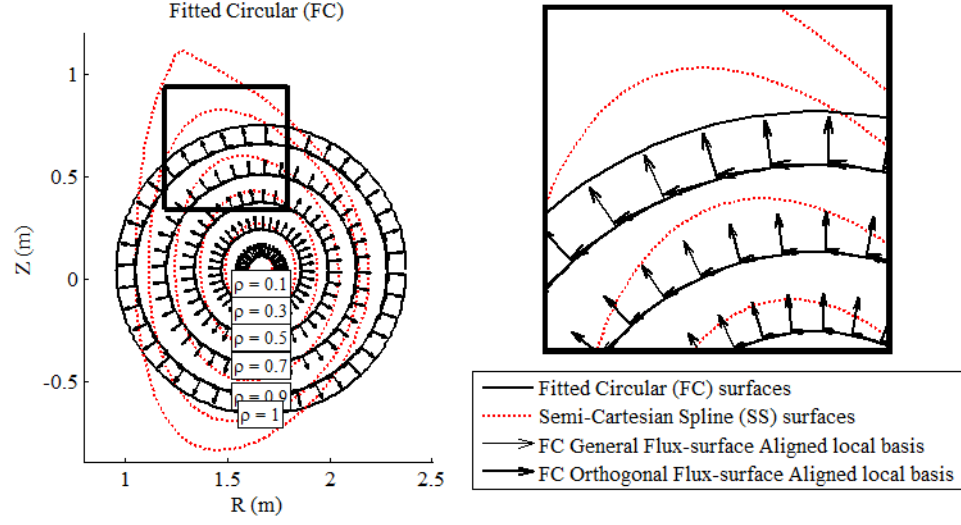 Fitted Circular (FC)
1
0.5
0
-0.5
Z (m)
ρ = 0.1
ρ = 0.3
ρ = 0.5
ρ = 0.7
ρ = 0.9
ρ = 1
1
1.5
2
2.5
R (m)
Fitted Circular (FC) surfaces
Semi-Cartesian Spline (SS) surfaces
FC General Flux-surface Aligned local basis
FC Orthogonal Flux-surface Aligned local basis